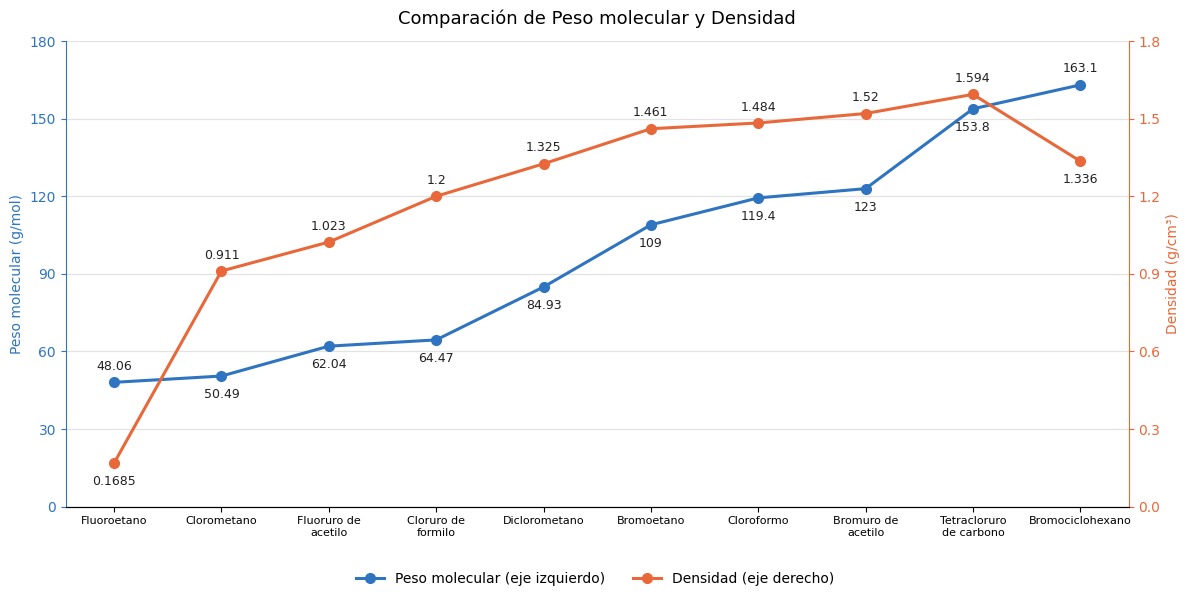 Comparación de Peso molecular y Densidad
Peso molecular (g/mol)
180
150
120
90
60
30
0
1.8
1.5
1.2
0.9
0.6
0.3
0.0
Densidad (g/cm³)
48.06
50.49
62.04
64.47
84.93
109
119.4
123
153.8
163.1
0.1685
0.911
1.023
1.2
1.325
1.461
1.484
1.52
1.594
1.336
Fluoroetano
Clorometano
Fluoruro de
acetilo
Cloruro de
formilo
Diclorometano
Bromoetano
Cloroformo
Bromuro de
acetilo
Tetracloruro
de carbono
Bromociclohexano
Peso molecular (eje izquierdo)
Densidad (eje derecho)